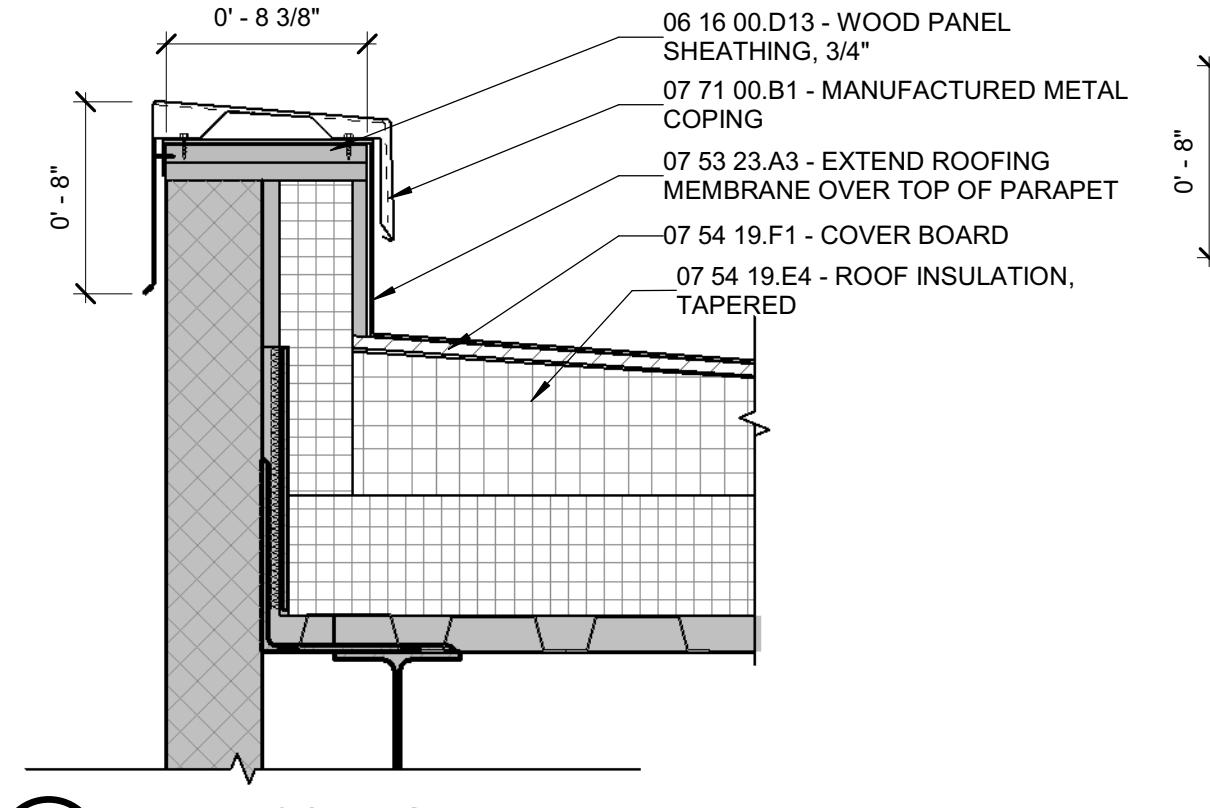 0' - 8 3/8"
06 16 00.D13 - WOOD PANEL
SHEATHING, 3/4"
07 71 00.B1 - MANUFACTURED METAL
COPING
07 53 23.A3 - EXTEND ROOFING
MEMBRANE OVER TOP OF PARAPET
07 54 19.F1 - COVER BOARD
07 54 19.E4 - ROOF INSULATION,
TAPERED
0' - 8"
0' - 8"